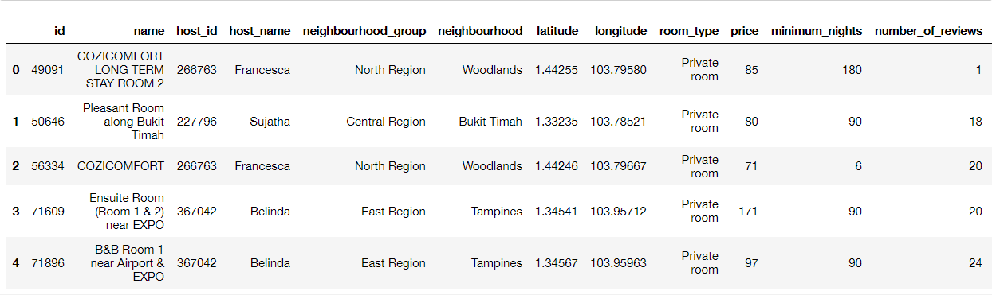 id name host_id host_name neighbourhood_group neighbourhood latitude longitude room_type price minimum_nights number_of_reviews
0 49091 COZICOMFORT LONG TERM STAY ROOM 2 266763 Francesca North Region Woodlands 1.44255 103.79580 Private room 85 180 1
1 50646 Pleasant Room along Bukit Timah 227796 Sujatha Central Region Bukit Timah 1.33235 103.78521 Private room 80 90 18
2 56334 COZICOMFORT 266763 Francesca North Region Woodlands 1.44246 103.79667 Private room 71 6 20
3 71609 Ensuite Room (Room 1 & 2) near EXPO 367042 Belinda East Region Tampines 1.34541 103.95712 Private room 171 90 20
4 71896 B&B Room 1 near Airport & EXPO 367042 Belinda East Region Tampines 1.34567 103.95963 Private room 97 90 24